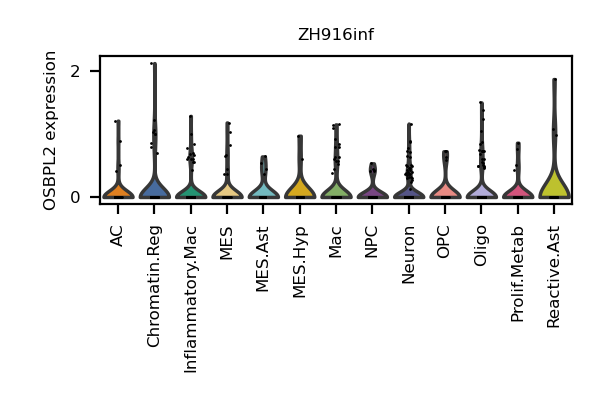 ZH916inf
OSBPL2 expression
2
0
AC
Chromatin.Reg
Inflammatory.Mac
MES
MES.Ast
MES.Hyp
Mac
NPC
Neuron
OPC
Oligo
Prolif.Metab
Reactive.Ast